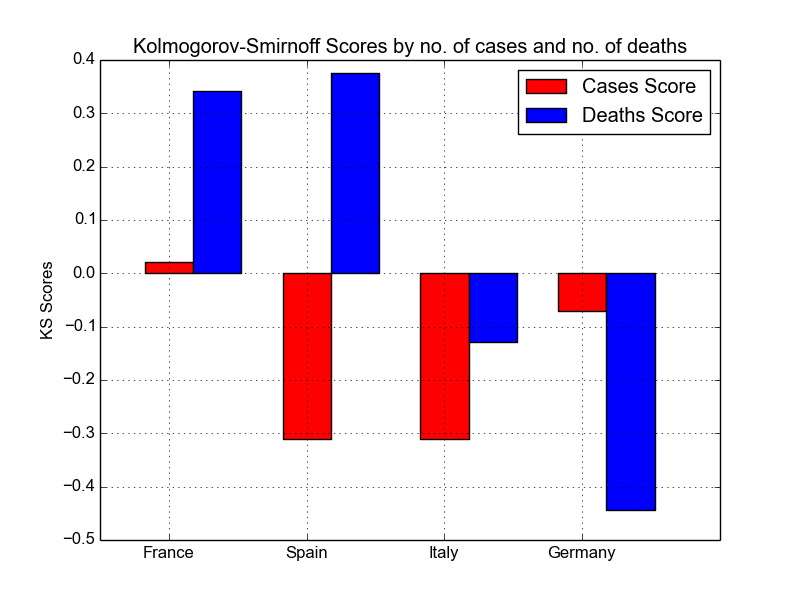 Kolmogorov-Smirnoff Scores by no. of cases and no. of deaths
Cases Score
Deaths Score
KS Scores
0.4
0.3
0.2
0.1
0.0
−0.1
−0.2
−0.3
−0.4
−0.5
France Spain Italy Germany